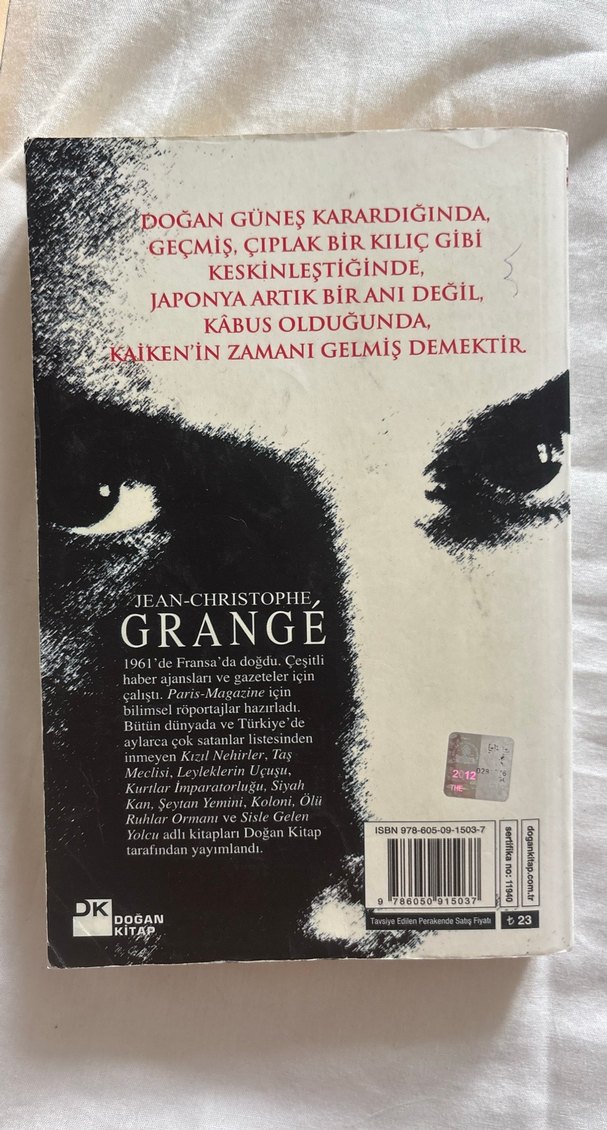 DOĞAN GÜNEŞ KARARDIĞINDA,
GEÇMİŞ, ÇIPLAK BİR KILIÇ GİBİ
KESKİNLEŞTİĞİNDE,
JAPONYA ARTIK BİR ANI DEĞİL,
KÂBUS OLDUĞUNDA,
KAİKEN'İN ZAMANI GELMİŞ DEMEKTİR.
JEAN-CHRISTOPHE
GRANGÉ
1961'de Fransa'da doğdu. Çeşitli
haber ajansları ve gazeteler için
çalıştı. Paris-Magazine için
bilimsel röportajlar hazırladı.
Bütün dünyada ve Türkiye'de
aylarca çok satanlar listesinden
inmeyen Kızıl Nehirler, Taş
Meclisi, Leyleklerin Uçuşu,
Kurtlar İmparatorluğu, Siyah
Kan, Şeytan Yemini, Koloni, Ölü
Ruhlar Ormanı ve Sisle Gelen
Yolcu adlı kitapları Doğan Kitap
tarafından yayımlandı.
DK DOĞAN
KİTAP
2012
ISBN 978-605-09-1503-7
9 786050 915037
Tavsiye Edilen Perakende Satış Fiyatı
₺ 23
sertifika no: 11940
dogankitap.com.tr